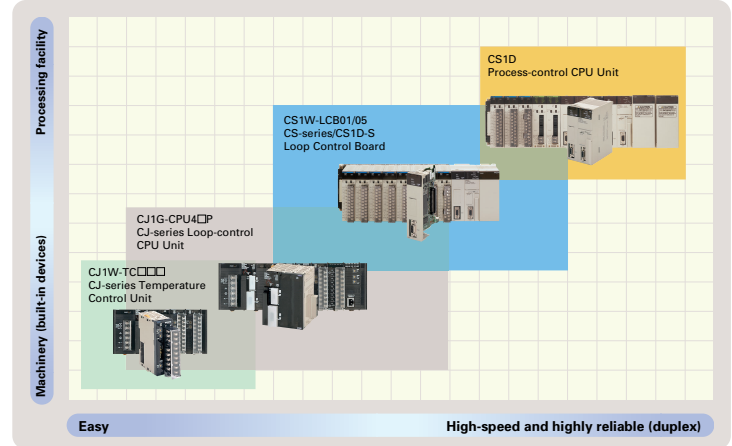 Processing facility
Machinery (built-in devices)
CS1D
Process-control CPU Unit
CS1W-LCB01/05
CS-series/CS1D-S
Loop Control Board
CJ1G-CPU4□P
CJ-series Loop-control
CPU Unit
CJ1W-TC□□□
CJ-series Temperature
Control Unit
Easy
High-speed and highly reliable (duplex)